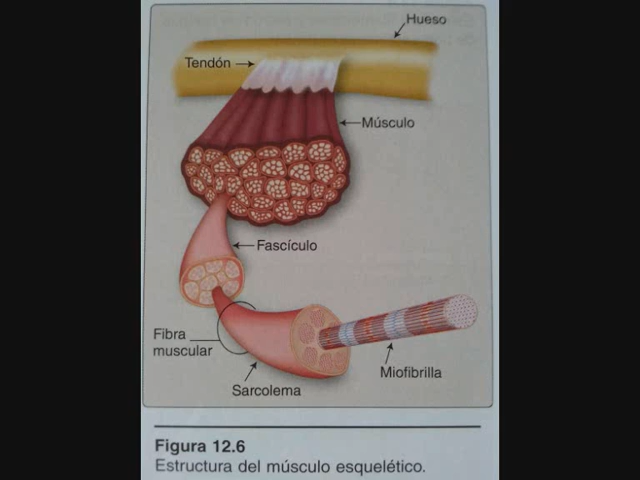 Hueso
Tendón
Músculo
Fascículo
Fibra
muscular
Miofibrilla
Sarcolema
Figura 12.6
Estructura del músculo esquelético.